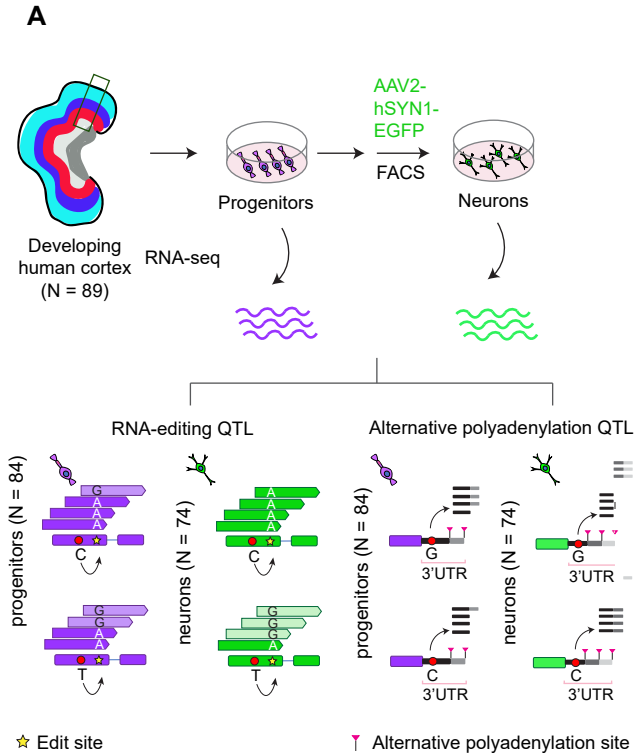 A
AAV2-
hSYN1-
EGFP
FACS
Progenitors
Neurons
Developing
human cortex
(N = 89)
RNA-seq
RNA-editing QTL
Alternative polyadenylation QTL
progenitors (N = 84)
G
A
A
A
C
G
G
A
A
T
neurons (N = 74)
A
A
A
A
C
G
G
G
A
T
progenitors (N = 84)
G
3'UTR
C
3'UTR
neurons (N = 74)
G
3'UTR
C
3'UTR
Edit site
Alternative polyadenylation site